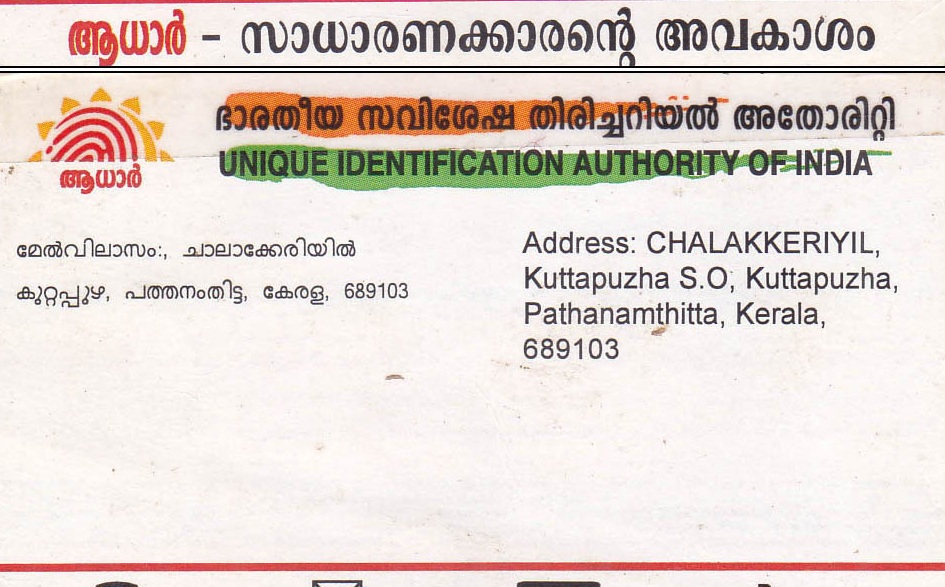 ആധാർ - സാധാരണക്കാരന്റെ അവകാശം
ഭാരതീയ സവിശേഷ തിരിച്ചറിയൽ അതോരിറ്റി
UNIQUE IDENTIFICATION AUTHORITY OF INDIA
ആധാർ
മേൽവിലാസം:, ചാലാക്കേരിയിൽ
കുറ്റപ്പുഴ, പത്തനംതിട്ട, കേരള, 689103
Address: CHALAKKERIYIL,
Kuttapuzha S.O, Kuttapuzha,
Pathanamthitta, Kerala,
689103